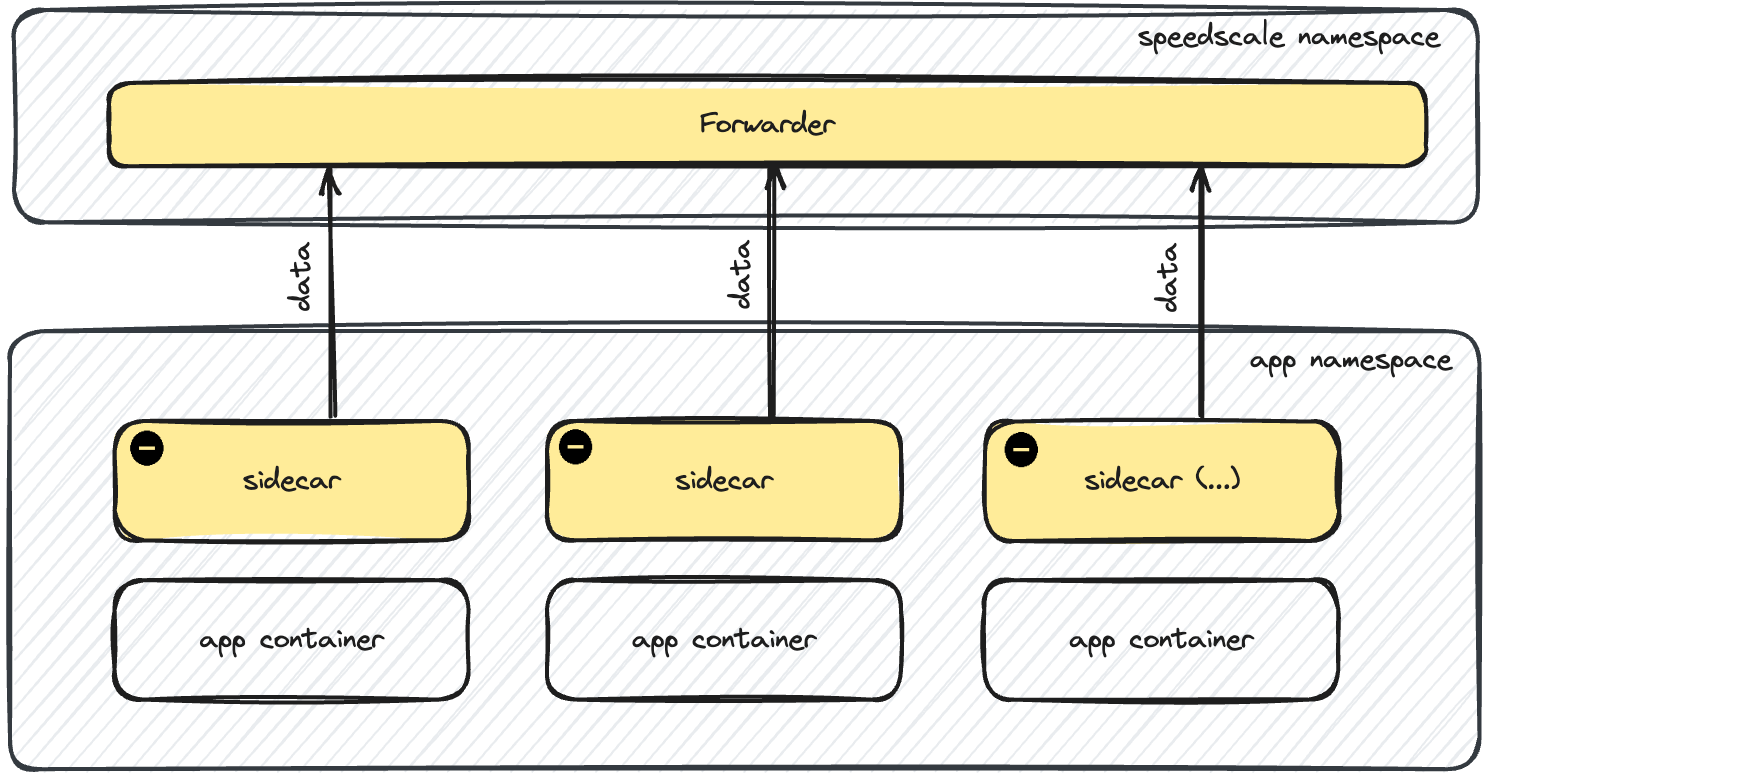 speedscale namespace
Forwarder
data
data
data
app namespace
sidecar
sidecar
sidecar (...)
app container
app container
app container